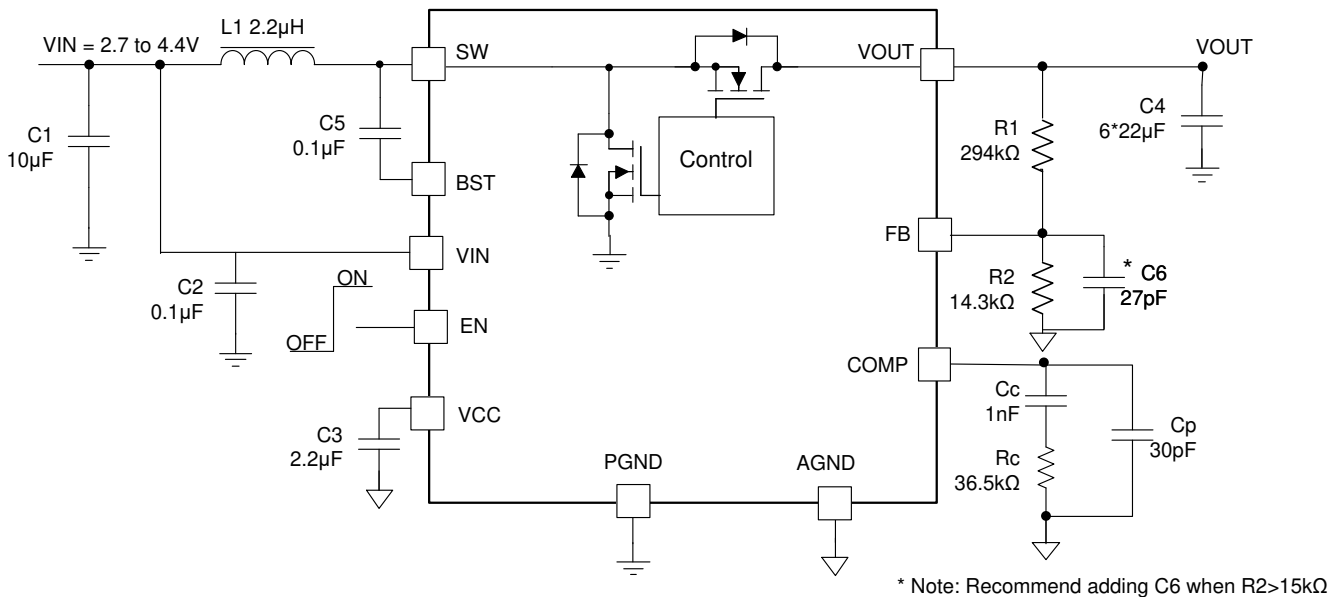 VIN = 2.7 to 4.4V
L1 2.2µH
SW
VOUT
VOUT
C1
10µF
C5
0.1µF
BST
Control
R1
294kΩ
C4
6*22µF
VIN
FB
C2
0.1µF
ON
OFF
EN
R2
14.3kΩ
* C6
27pF
COMP
VCC
C3
2.2µF
Cc
1nF
Rc
36.5kΩ
Cp
30pF
PGND
AGND
* Note: Recommend adding C6 when R2>15kΩ